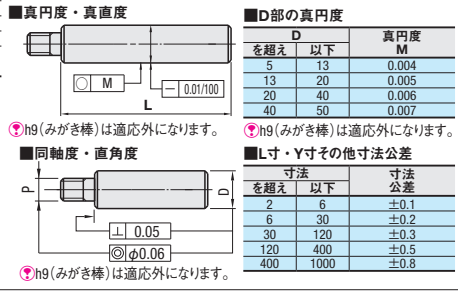 ■真円度・真直度
○ M
— 0.01/100
L
h9(みがき棒)は適応外になります。
■D部の真円度
D 真円度
を超え 以下 M
5 13 0.004
13 20 0.005
20 40 0.006
40 50 0.007
h9(みがき棒)は適応外になります。
■同軸度・直角度
P
D
⊥ 0.05
◎ φ0.06
h9(みがき棒)は適応外になります。
■L寸・Y寸その他寸法公差
寸法 寸法
を超え 以下 公差
2 6 ±0.1
6 30 ±0.2
30 120 ±0.3
120 400 ±0.5
400 1000 ±0.8